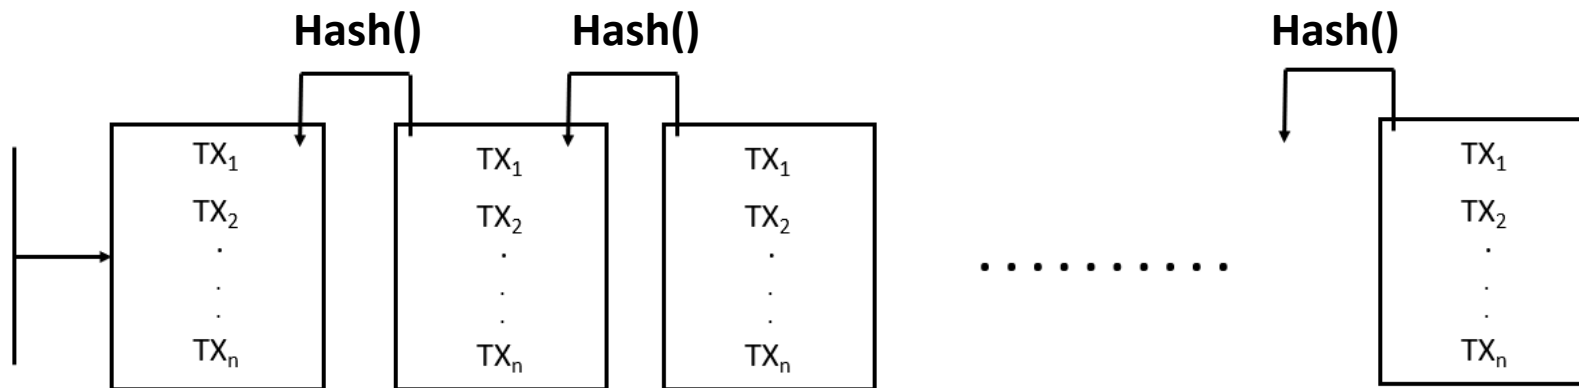 Hash() Hash() Hash()
TX₁ TX₁ TX₁ TX₁
TX₂ TX₂ TX₂ TX₂
. . . .
. . . .
. . . .
..........
TXₙ TXₙ TXₙ TXₙ